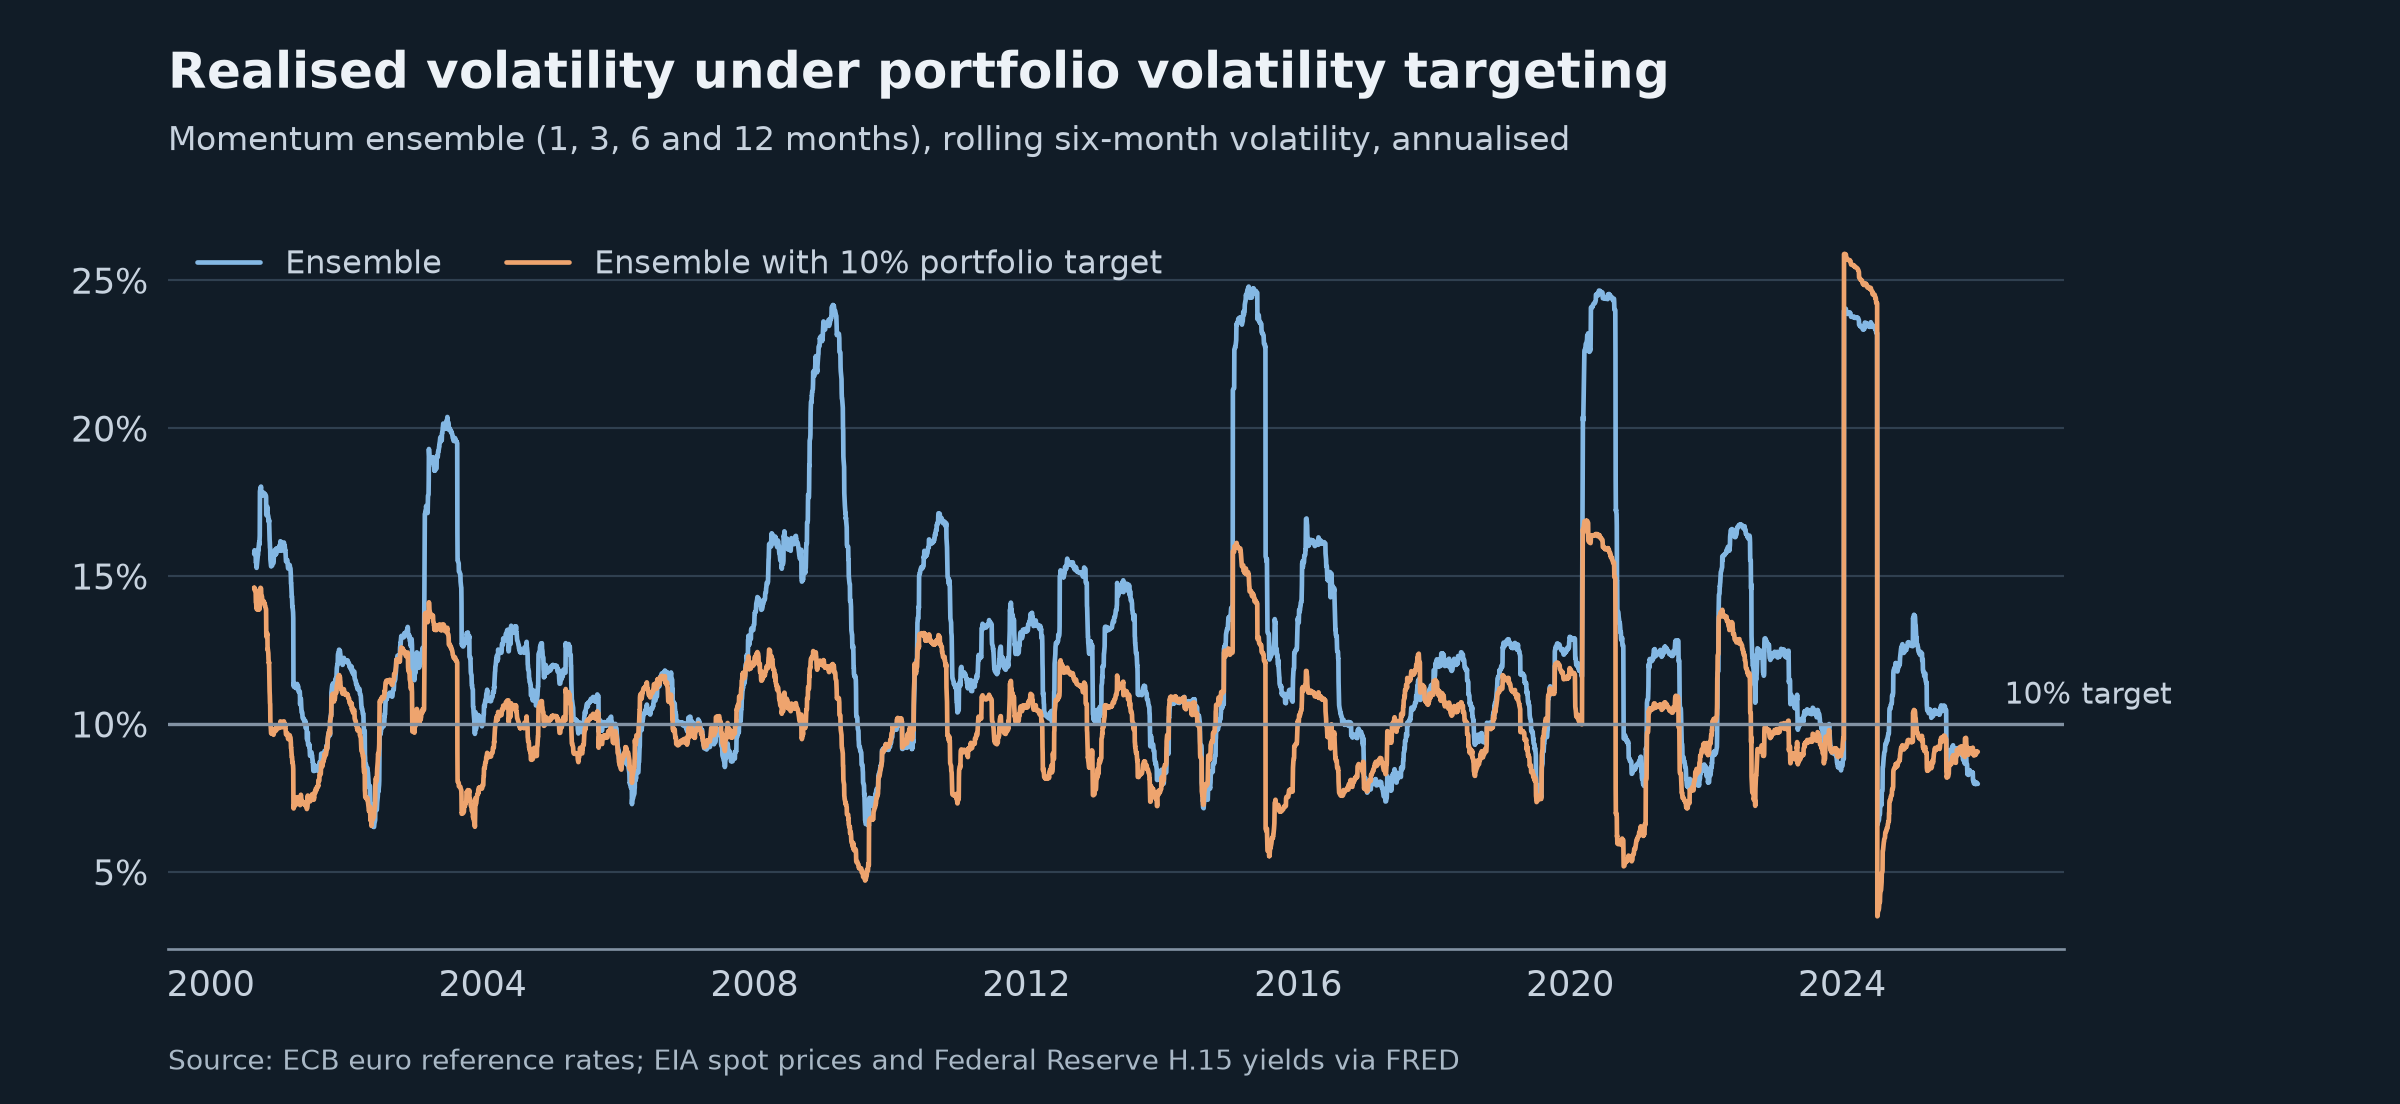 Realised volatility under portfolio volatility targeting
Momentum ensemble (1, 3, 6 and 12 months), rolling six-month volatility, annualised
Ensemble
Ensemble with 10% portfolio target
25%
20%
15%
10%
5%
10% target
2000
2004
2008
2012
2016
2020
2024
Source: ECB euro reference rates; EIA spot prices and Federal Reserve H.15 yields via FRED